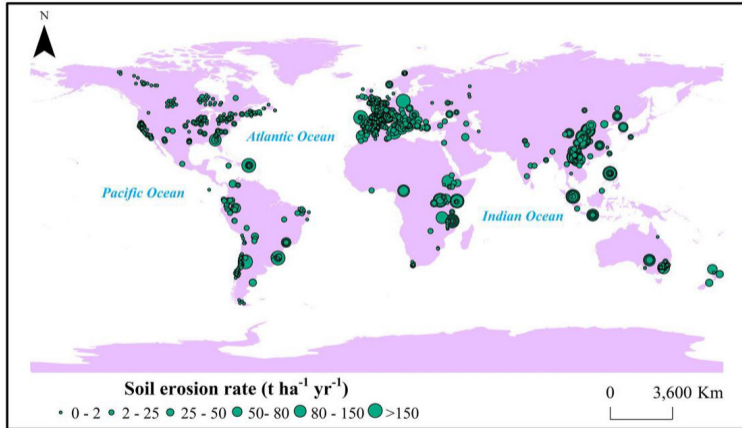 N
Atlantic Ocean
Pacific Ocean
Indian Ocean
Soil erosion rate (t ha⁻¹ yr⁻¹)
0 - 2 2 - 25 25 - 50 50- 80 80 - 150 >150
0 3,600 Km